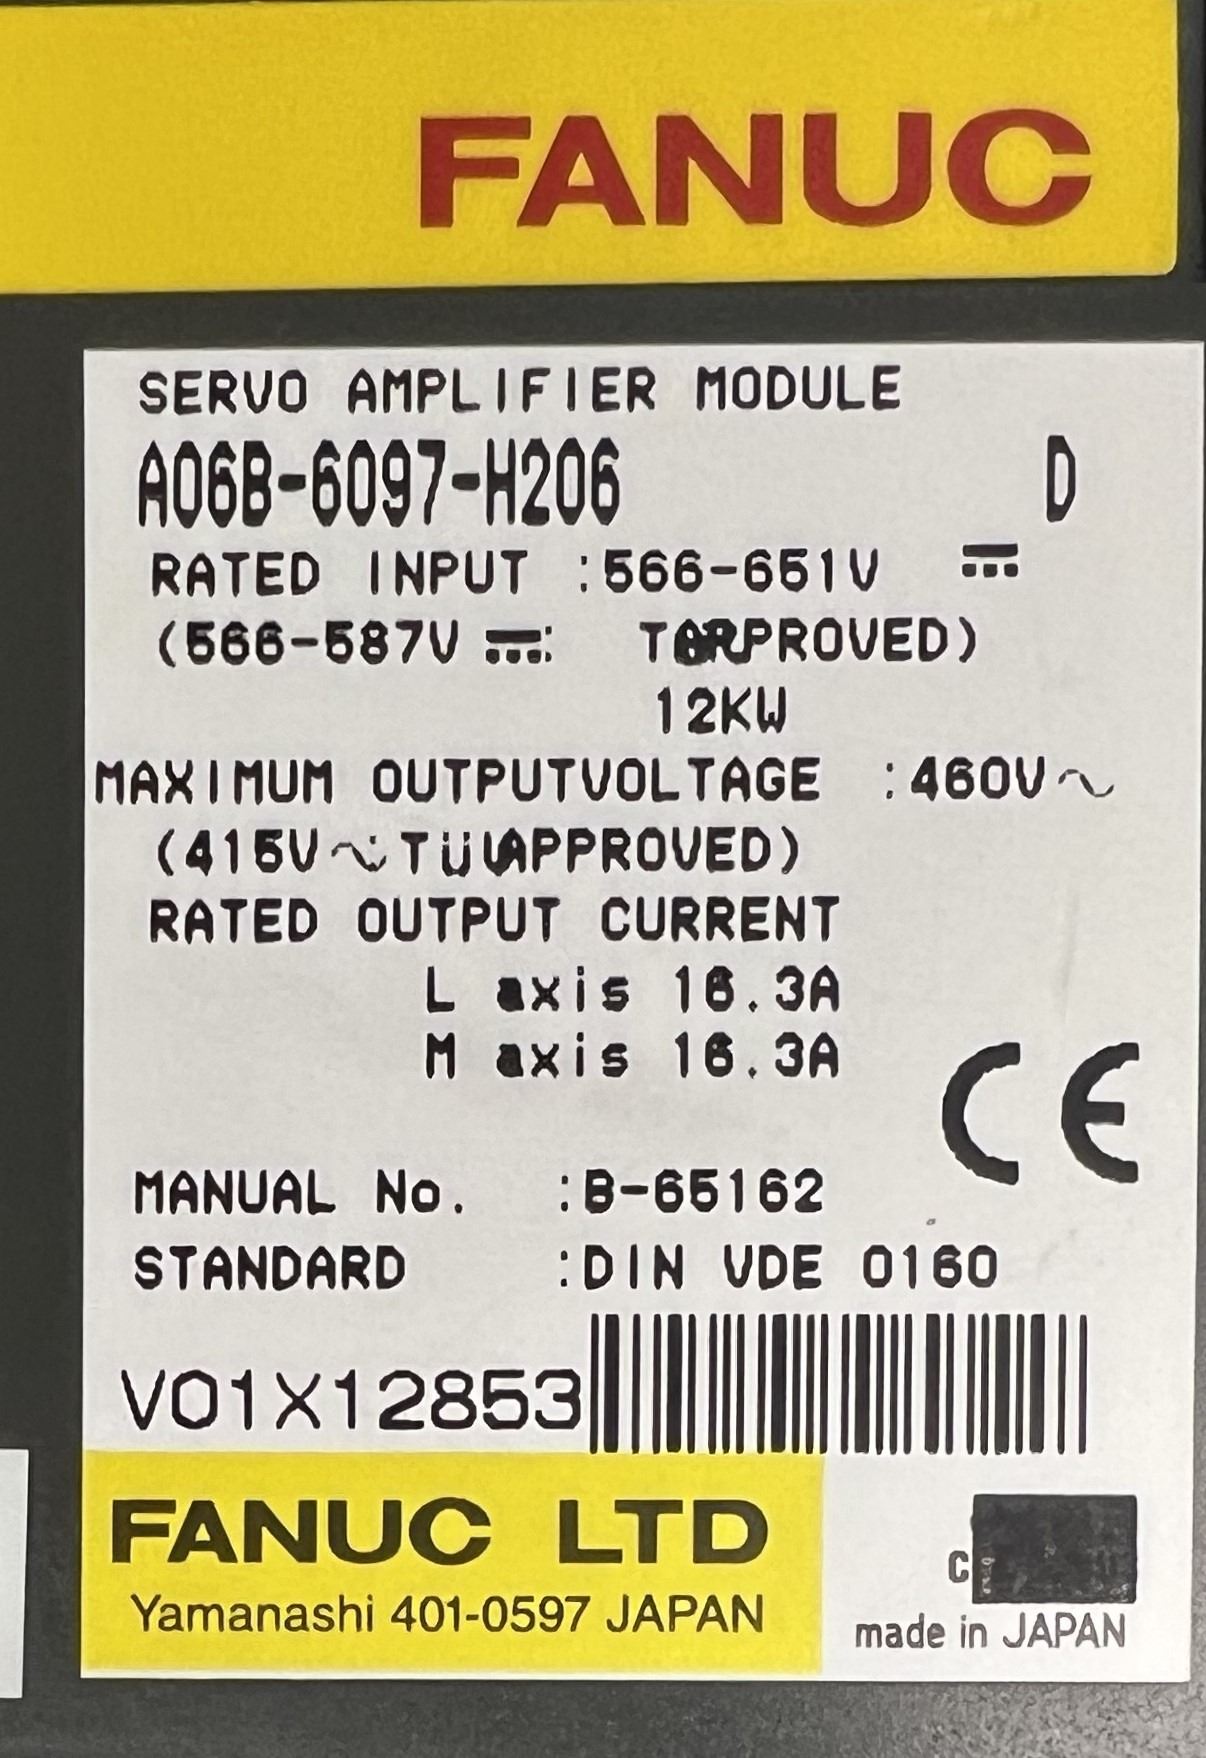 FANUC
SERVO AMPLIFIER MODULE
A06B-6097-H206 D
RATED INPUT :566-651V ⎓
(566-587V ⎓:
12KW
MAXIMUM OUTPUTVOLTAGE :460V～
(415V～: TÜVAPPROVED)
RATED OUTPUT CURRENT
L axis 16.3A
M axis 16.3A
CE
MANUAL No. :B-65162
STANDARD :DIN VDE 0160
V01X12853
FANUC LTD
Yamanashi 401-0597 JAPAN
c
made in JAPAN